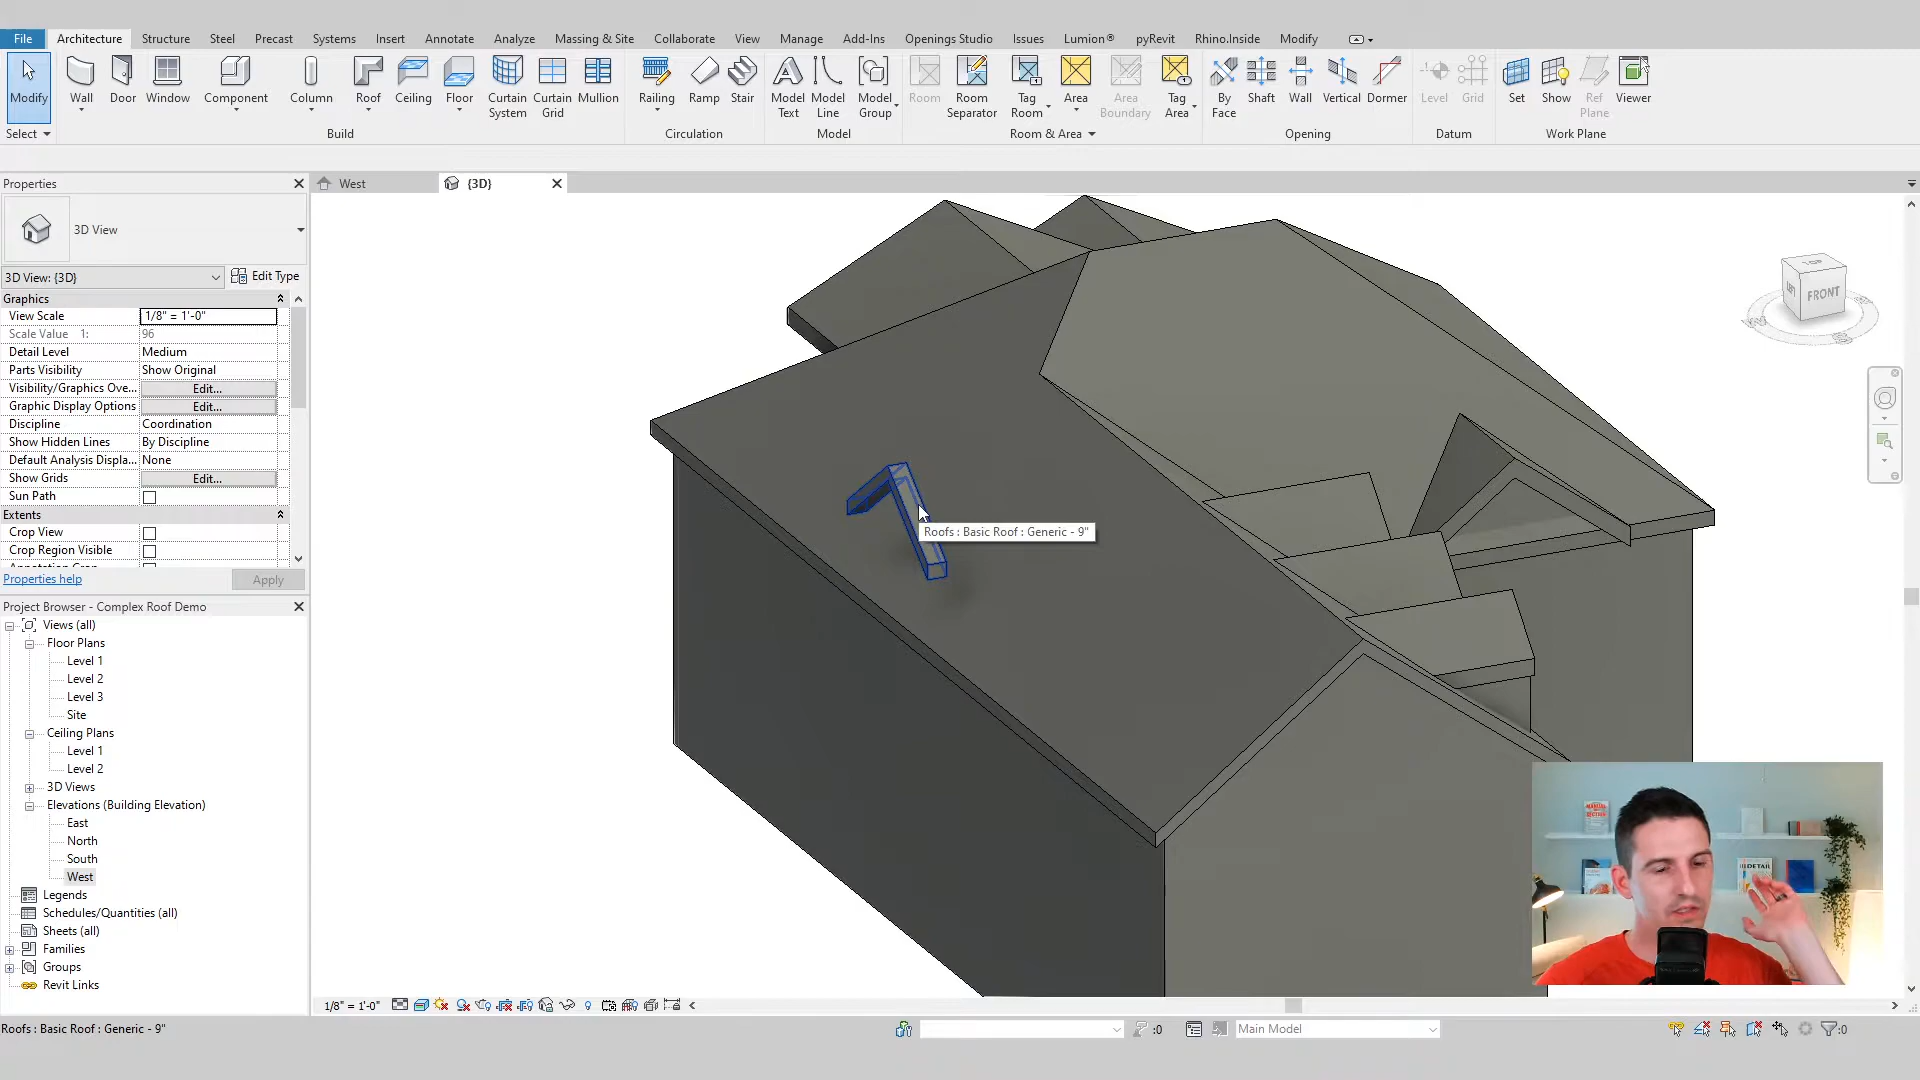 File Architecture Structure Steel Precast Systems Insert Annotate Analyze Massing & Site Collaborate View Manage Add-Ins Openings Studio Issues Lumion® pyRevit Rhino.Inside Modify
Modify Wall Door Window Component Column Roof Ceiling Floor Curtain System Curtain Grid Mullion Railing Ramp Stair Model Text Model Line Model Group Room Room Separator Tag Room Area Area Boundary Tag Area By Face Shaft Wall Vertical Dormer Level Grid Set Show Ref Plane Viewer
Select Build Circulation Model Room & Area Opening Datum Work Plane
Properties
West
{3D}
3D View
3D View: {3D}
Edit Type
Graphics
View Scale 1/8" = 1'-0"
Scale Value 1: 96
Detail Level Medium
Parts Visibility Show Original
Visibility/Graphics Ove... Edit...
Graphic Display Options Edit...
Discipline Coordination
Show Hidden Lines By Discipline
Default Analysis Displa... None
Show Grids Edit...
Sun Path
Extents
Crop View
Crop Region Visible
Properties help
Apply
Project Browser - Complex Roof Demo
Views (all)
Floor Plans
Level 1
Level 2
Level 3
Site
Ceiling Plans
Level 1
Level 2
3D Views
Elevations (Building Elevation)
East
North
South
West
Legends
Schedules/Quantities (all)
Sheets (all)
Families
Groups
Revit Links
Roofs : Basic Roof : Generic - 9"
TOP
LEFT
FRONT
1/8" = 1'-0"
Roofs : Basic Roof : Generic - 9"
:0
Main Model
:0